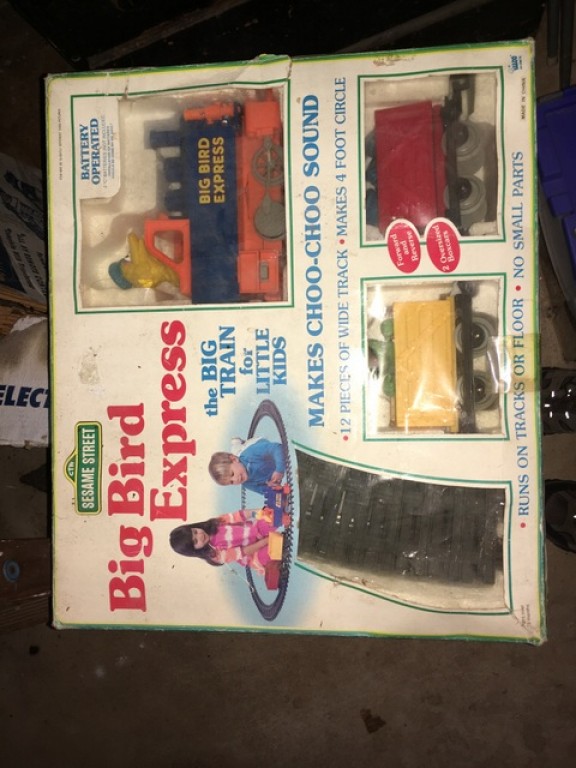 CTW
SESAME STREET
Big Bird
Express
the BIG
TRAIN
for
LITTLE
KIDS
BATTERY
OPERATED
BIG BIRD
EXPRESS
MAKES CHOO-CHOO SOUND
• 12 PIECES OF WIDE TRACK • MAKES 4 FOOT CIRCLE
Forward
and
Reverse
2 Oversized
Boxcars
• RUNS ON TRACKS OR FLOOR • NO SMALL PARTS
MADE IN CHINA
ELECT